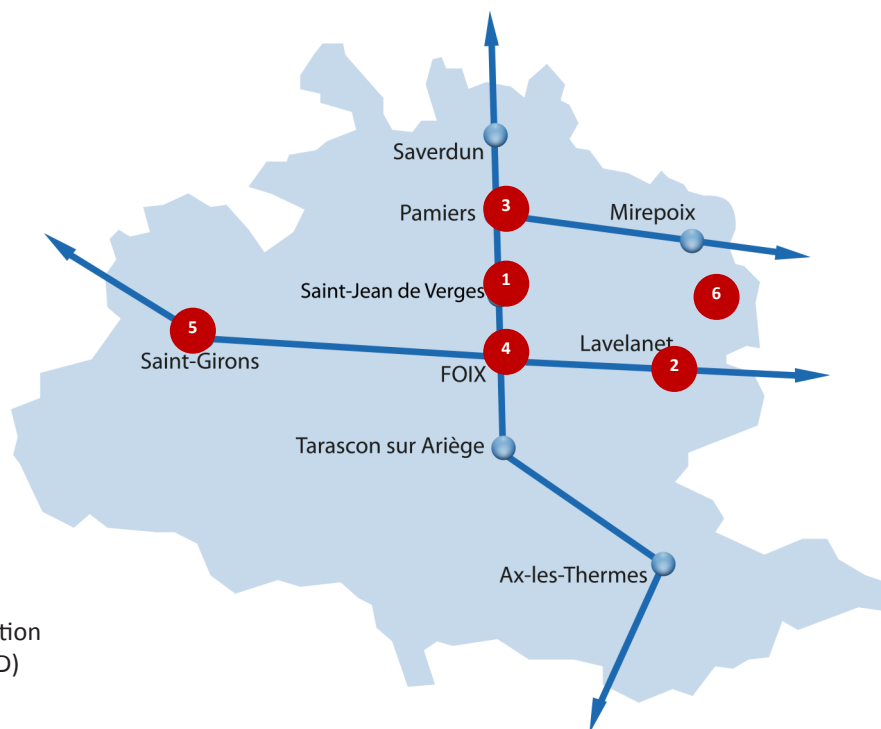 Saverdun
Pamiers
3
Mirepoix
Saint-Jean de Verges
1
6
5
Saint-Girons
4
FOIX
Lavelanet
2
Tarascon sur Ariège
Ax-les-Thermes
tion
D)